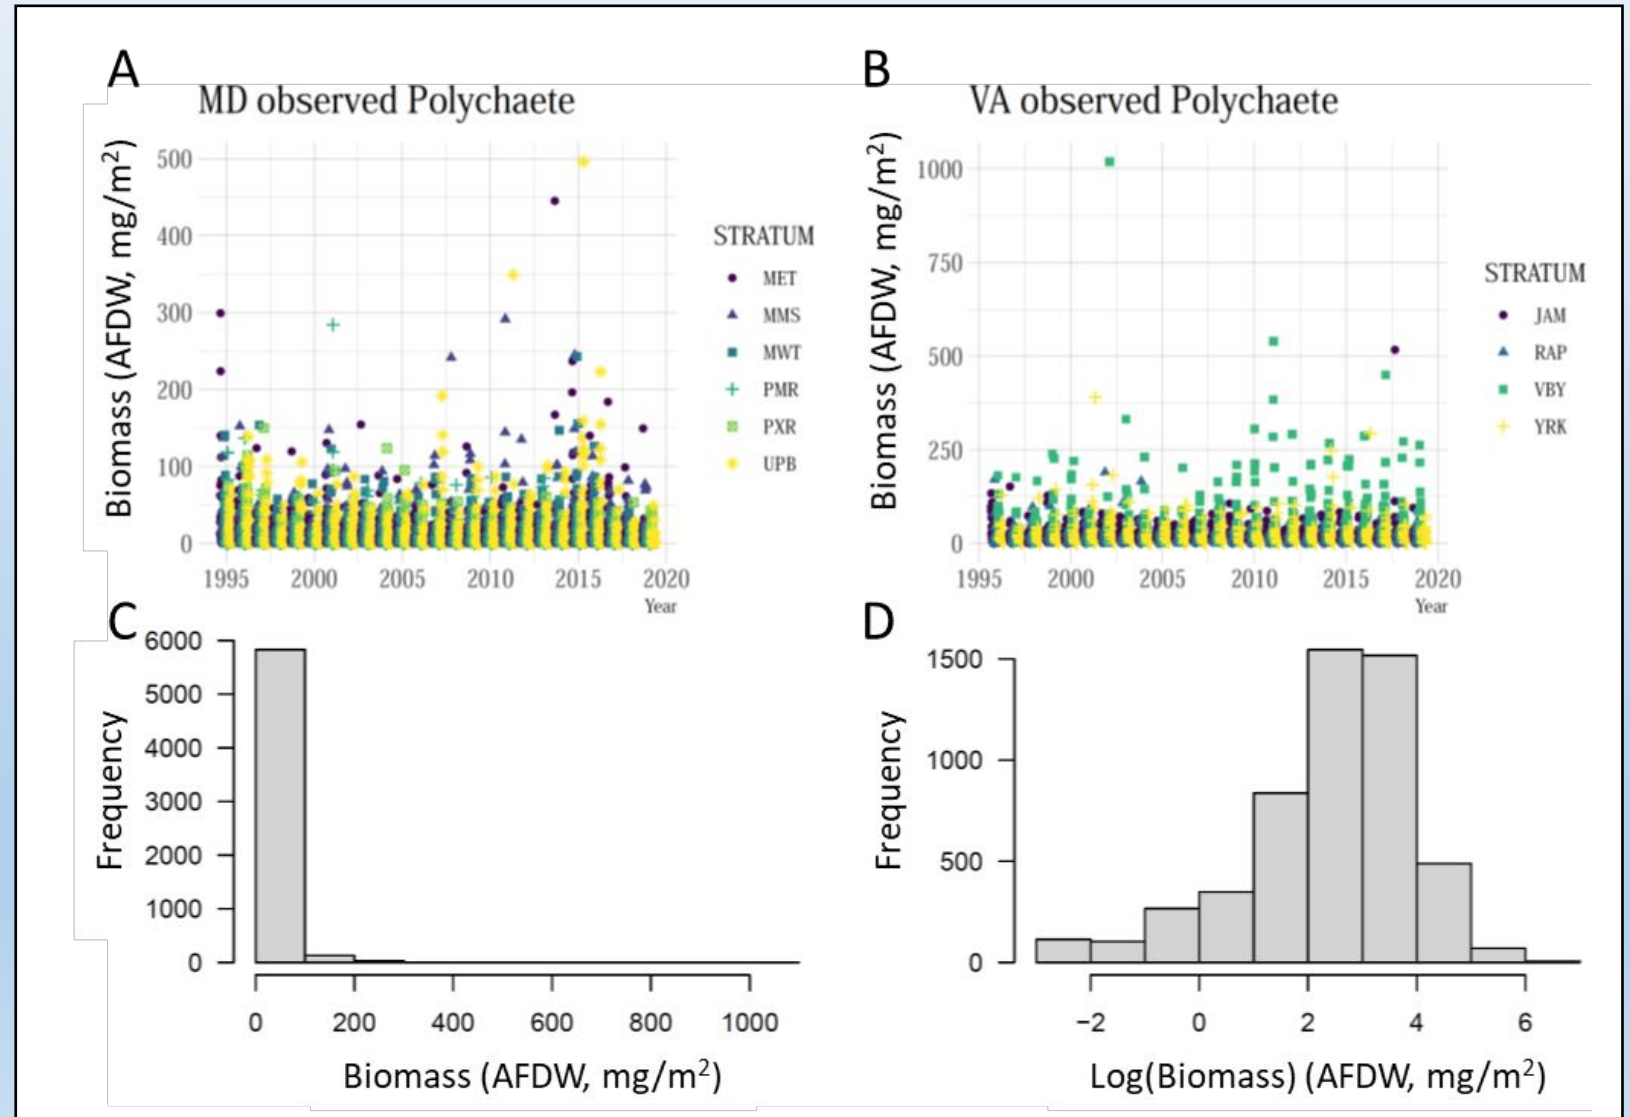 A
MD observed Polychaete
Biomass (AFDW, mg/m²)
500
400
300
200
100
0
1995 2000 2005 2010 2015 2020
Year
STRATUM
MET
MMS
MWT
PMR
PXR
UPB
B
VA observed Polychaete
Biomass (AFDW, mg/m²)
1000
750
500
250
0
1995 2000 2005 2010 2015 2020
Year
STRATUM
JAM
RAP
VBY
YRK
C
Frequency
6000
5000
4000
3000
2000
1000
0
0 200 400 600 800 1000
Biomass (AFDW, mg/m²)
D
Frequency
1500
1000
500
0
−2 0 2 4 6
Log(Biomass) (AFDW, mg/m²)